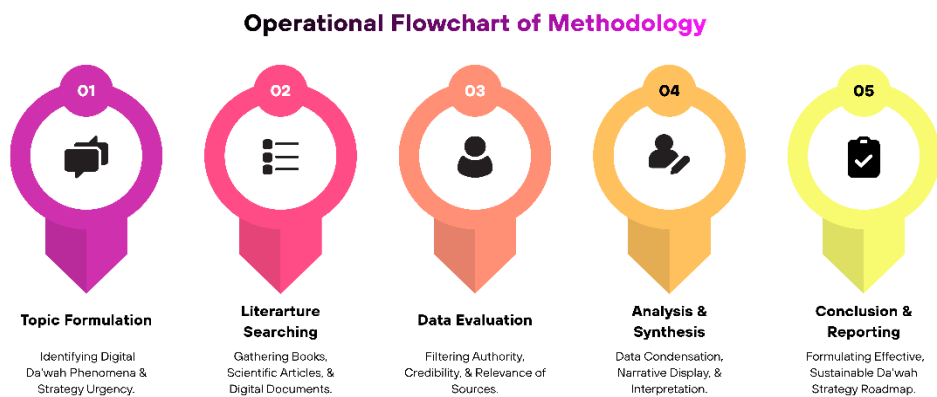 Operational Flowchart of Methodology
01
02
03
04
05
Topic Formulation
Identifying Digital
Da'wah Phenomena &
Strategy Urgency.
Literarture
Searching
Gathering Books,
Scientific Articles, &
Digital Documents.
Data Evaluation
Filtering Authority,
Credibility, & Relevance of
Sources.
Analysis &
Synthesis
Data Condensation,
Narrative Display, &
Interpretation.
Conclusion &
Reporting
Formulating Effective,
Sustainable Da'wah
Strategy Roadmap.